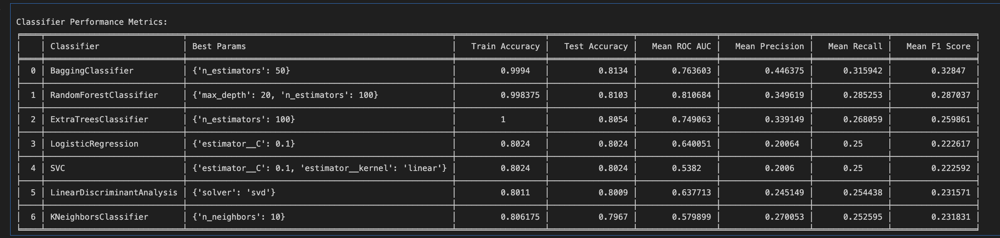 Classifier Performance Metrics:
Classifier Best Params Train Accuracy Test Accuracy Mean ROC AUC Mean Precision Mean Recall Mean F1 Score
0 BaggingClassifier {'n_estimators': 50} 0.9994 0.8134 0.763603 0.446375 0.315942 0.32847
1 RandomForestClassifier {'max_depth': 20, 'n_estimators': 100} 0.998375 0.8103 0.810684 0.349619 0.285253 0.287037
2 ExtraTreesClassifier {'n_estimators': 100} 1 0.8054 0.749063 0.339149 0.268059 0.259861
3 LogisticRegression {'estimator__C': 0.1} 0.8024 0.8024 0.640051 0.20064 0.25 0.222617
4 SVC {'estimator__C': 0.1, 'estimator__kernel': 'linear'} 0.8024 0.8024 0.5382 0.2006 0.25 0.222592
5 LinearDiscriminantAnalysis {'solver': 'svd'} 0.8011 0.8009 0.637713 0.245149 0.254438 0.231571
6 KNeighborsClassifier {'n_neighbors': 10} 0.806175 0.7967 0.579899 0.270053 0.252595 0.231831